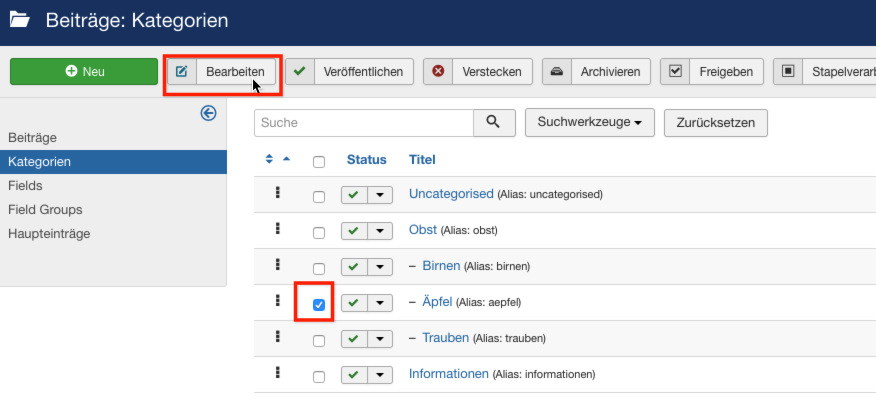 Beiträge: Kategorien
Neu Bearbeiten Veröffentlichen Verstecken Archivieren Freigeben Stapelverarb
Beiträge
Kategorien
Fields
Field Groups
Haupteinträge
Suche Suchwerkzeuge Zurücksetzen
Status Titel
Uncategorised (Alias: uncategorised)
Obst (Alias: obst)
– Birnen (Alias: birnen)
– Äpfel (Alias: aepfel)
– Trauben (Alias: trauben)
Informationen (Alias: informationen)